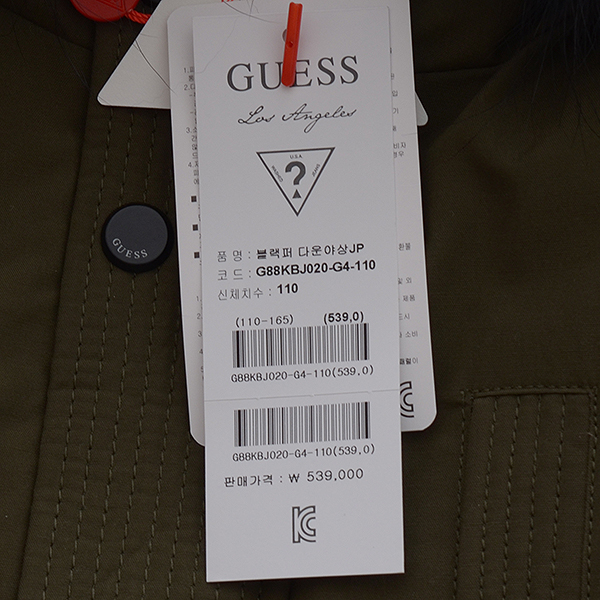 GUESS
Los Angeles
U.S.A.
?
품 명 : 블랙퍼 다운야상JP
코 드 : G88KBJ020-G4-110
신체치수 : 110
(110-165) (539,0)
G88KBJ020-G4-110(539,0)
G88KBJ020-G4-110(539,0)
판매가격 : ₩ 539,000
GUESS